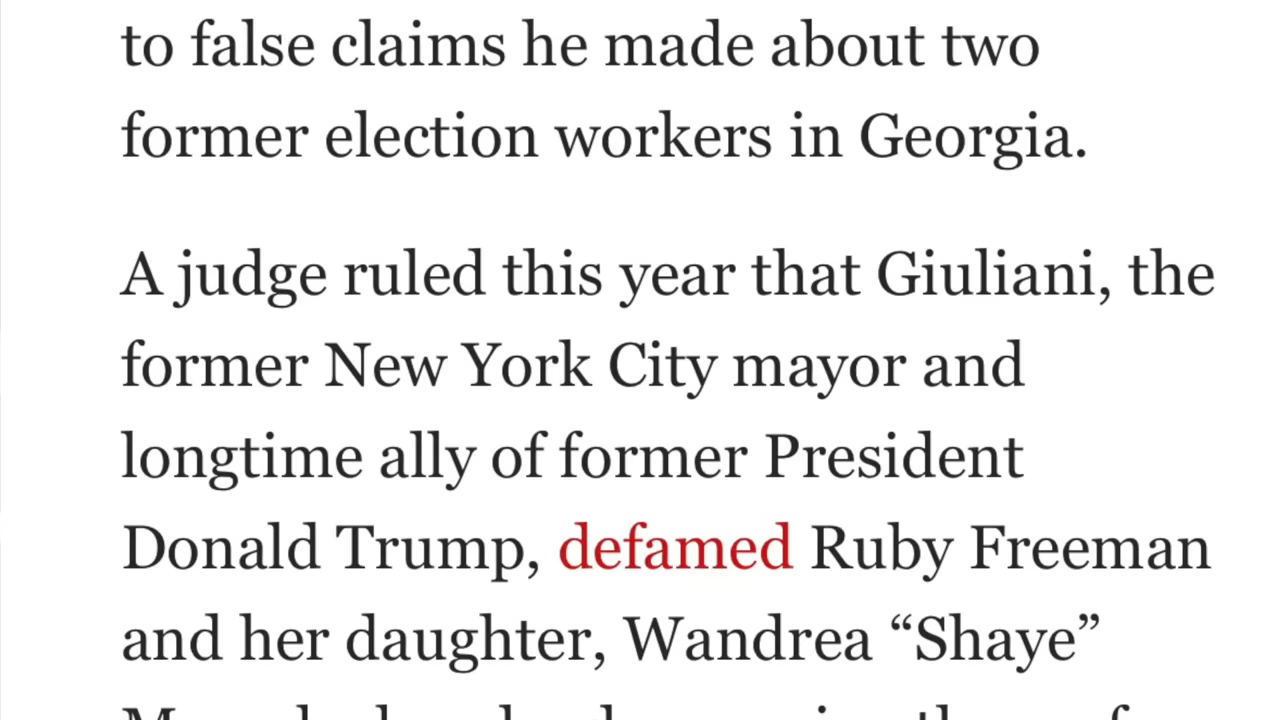 to false claims he made about two
former election workers in Georgia.
A judge ruled this year that Giuliani, the
former New York City mayor and
longtime ally of former President
Donald Trump, defamed Ruby Freeman
and her daughter, Wandrea “Shaye”